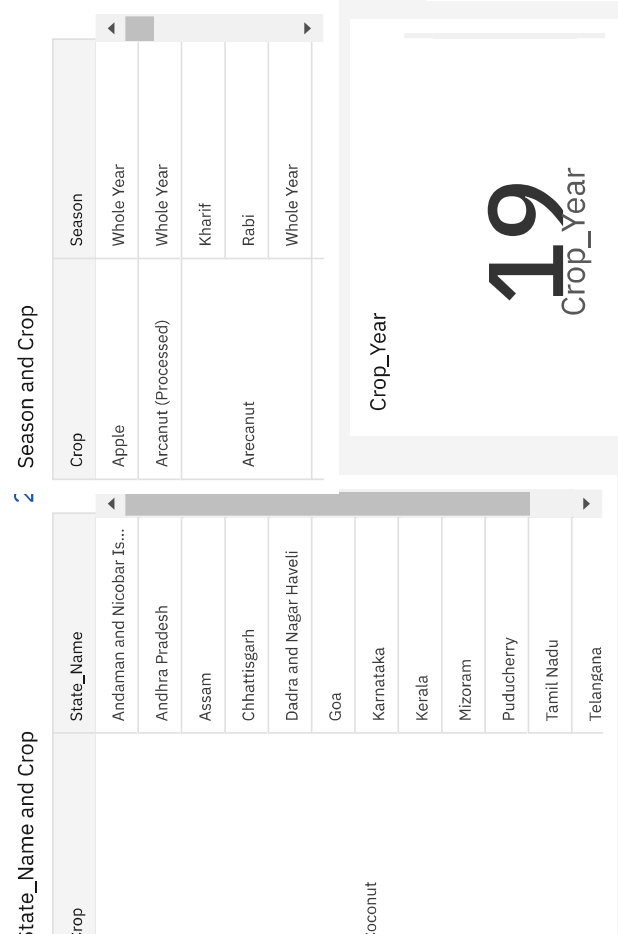 State_Name and Crop
Crop State_Name
Coconut
Andaman and Nicobar Is...
Andhra Pradesh
Assam
Chhattisgarh
Dadra and Nagar Haveli
Goa
Karnataka
Kerala
Mizoram
Puducherry
Tamil Nadu
Telangana
2
Season and Crop
Crop Season
Apple Whole Year
Arcanut (Processed) Whole Year
Arecanut Kharif
Rabi
Whole Year
Crop_Year
19
Crop_Year